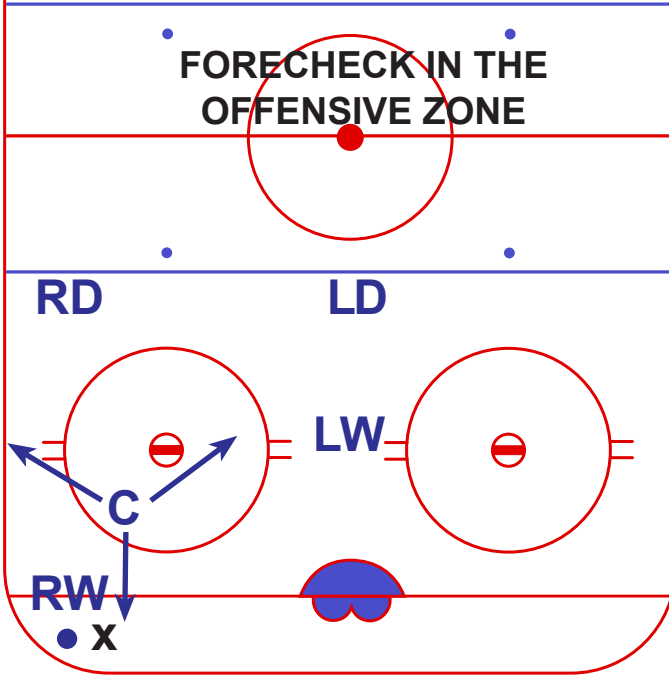 FORECHECK IN THE
OFFENSIVE ZONE
RD LD
LW
C
RW
X